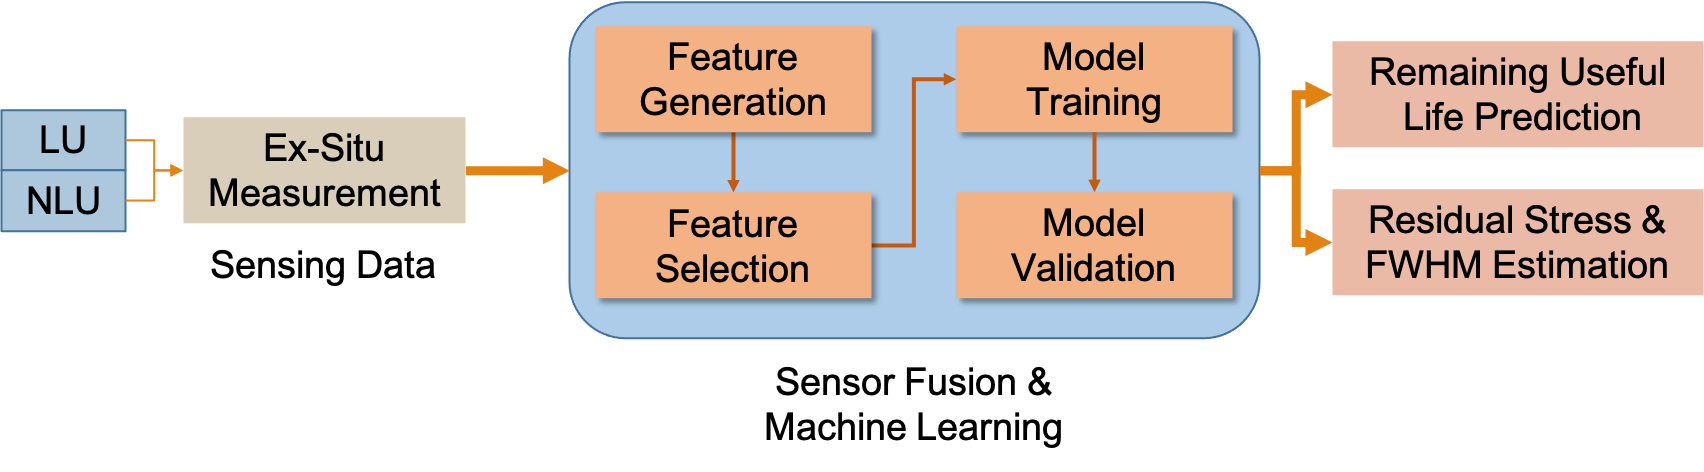 LU
NLU
Ex-Situ
Measurement
Sensing Data
Feature
Generation
Feature
Selection
Model
Training
Model
Validation
Sensor Fusion &
Machine Learning
Remaining Useful
Life Prediction
Residual Stress &
FWHM Estimation